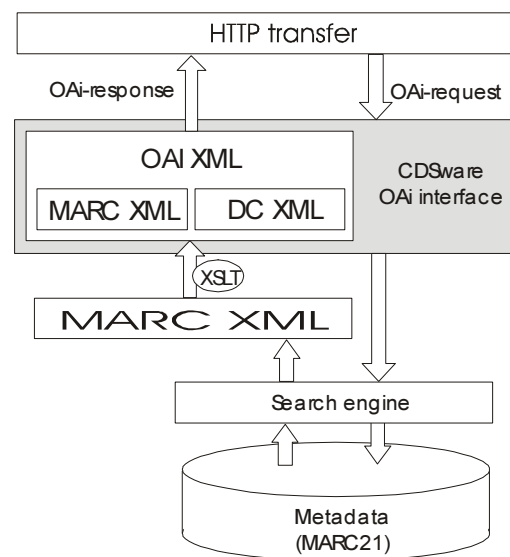 HTTP transfer
OAi-response
OAi-request
OAI XML
MARC XML
DC XML
CDSware
OAi interface
XSLT
MARC XML
Search engine
Metadata
(MARC21)